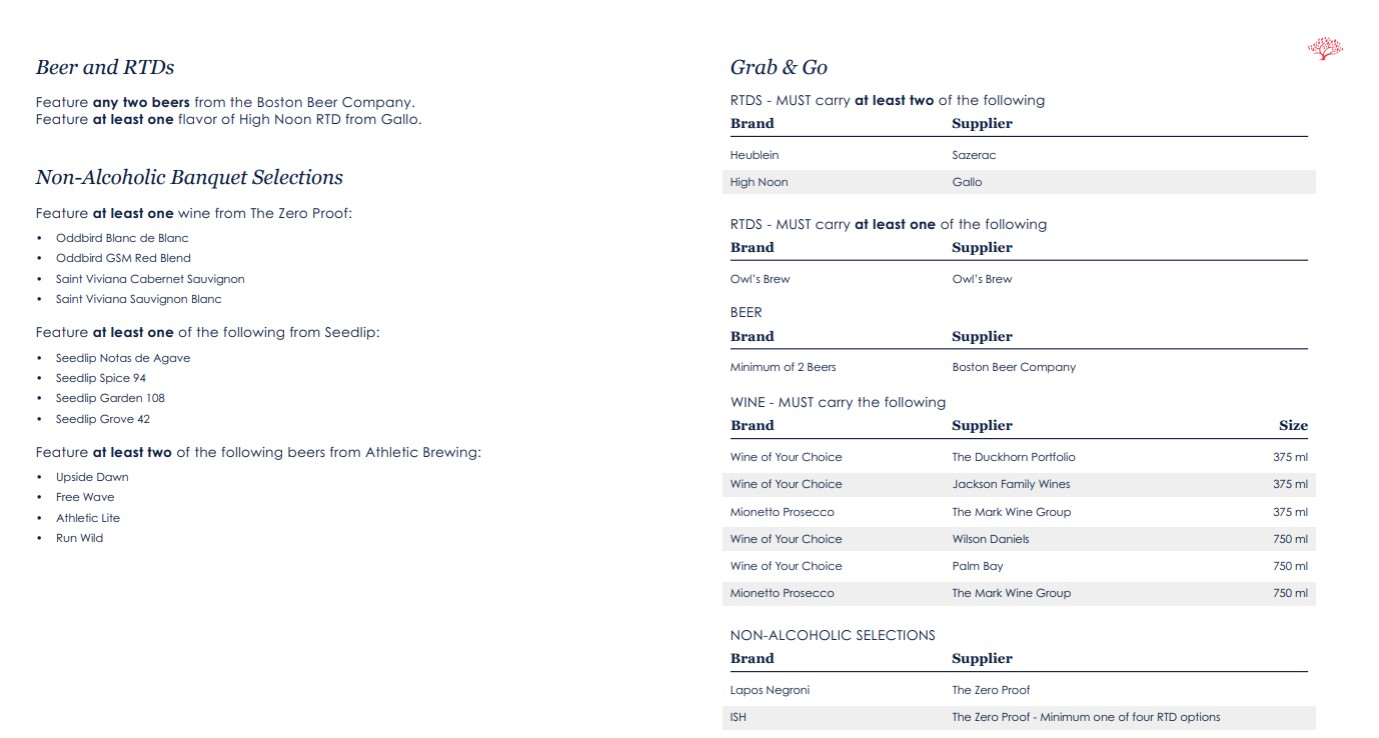 Beer and RTDs
Feature any two beers from the Boston Beer Company.
Feature at least one flavor of High Noon RTD from Gallo.
Non-Alcoholic Banquet Selections
Feature at least one wine from The Zero Proof:
• Oddbird Blanc de Blanc
• Oddbird GSM Red Blend
• Saint Viviana Cabernet Sauvignon
• Saint Viviana Sauvignon Blanc
Feature at least one of the following from Seedlip:
• Seedlip Notas de Agave
• Seedlip Spice 94
• Seedlip Garden 108
• Seedlip Grove 42
Feature at least two of the following beers from Athletic Brewing:
• Upside Dawn
• Free Wave
• Athletic Lite
• Run Wild
Grab & Go
RTDS - MUST carry at least two of the following
Brand Supplier
Heublein Sazerac
High Noon Gallo
RTDS - MUST carry at least one of the following
Brand Supplier
Owl's Brew Owl's Brew
BEER
Brand Supplier
Minimum of 2 Beers Boston Beer Company
WINE - MUST carry the following
Brand Supplier Size
Wine of Your Choice The Duckhorn Portfolio 375 ml
Wine of Your Choice Jackson Family Wines 375 ml
Mionetto Prosecco The Mark Wine Group 375 ml
Wine of Your Choice Wilson Daniels 750 ml
Wine of Your Choice Palm Bay 750 ml
Mionetto Prosecco The Mark Wine Group 750 ml
NON-ALCOHOLIC SELECTIONS
Brand Supplier
Lapos Negroni The Zero Proof
ISH The Zero Proof - Minimum one of four RTD options